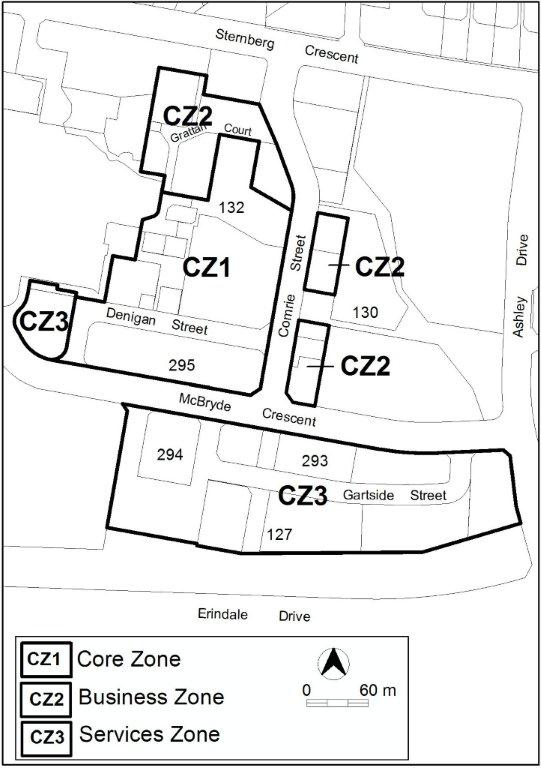 Sternberg Crescent
CZ2
Grattan Court
132
CZ1
Comrie Street
CZ2
Ashley Drive
130
CZ3
Denigan Street
295
CZ2
McBryde Crescent
294
293
CZ3
Gartside Street
127
Erindale Drive
CZ1 Core Zone
CZ2 Business Zone
CZ3 Services Zone
0 60 m